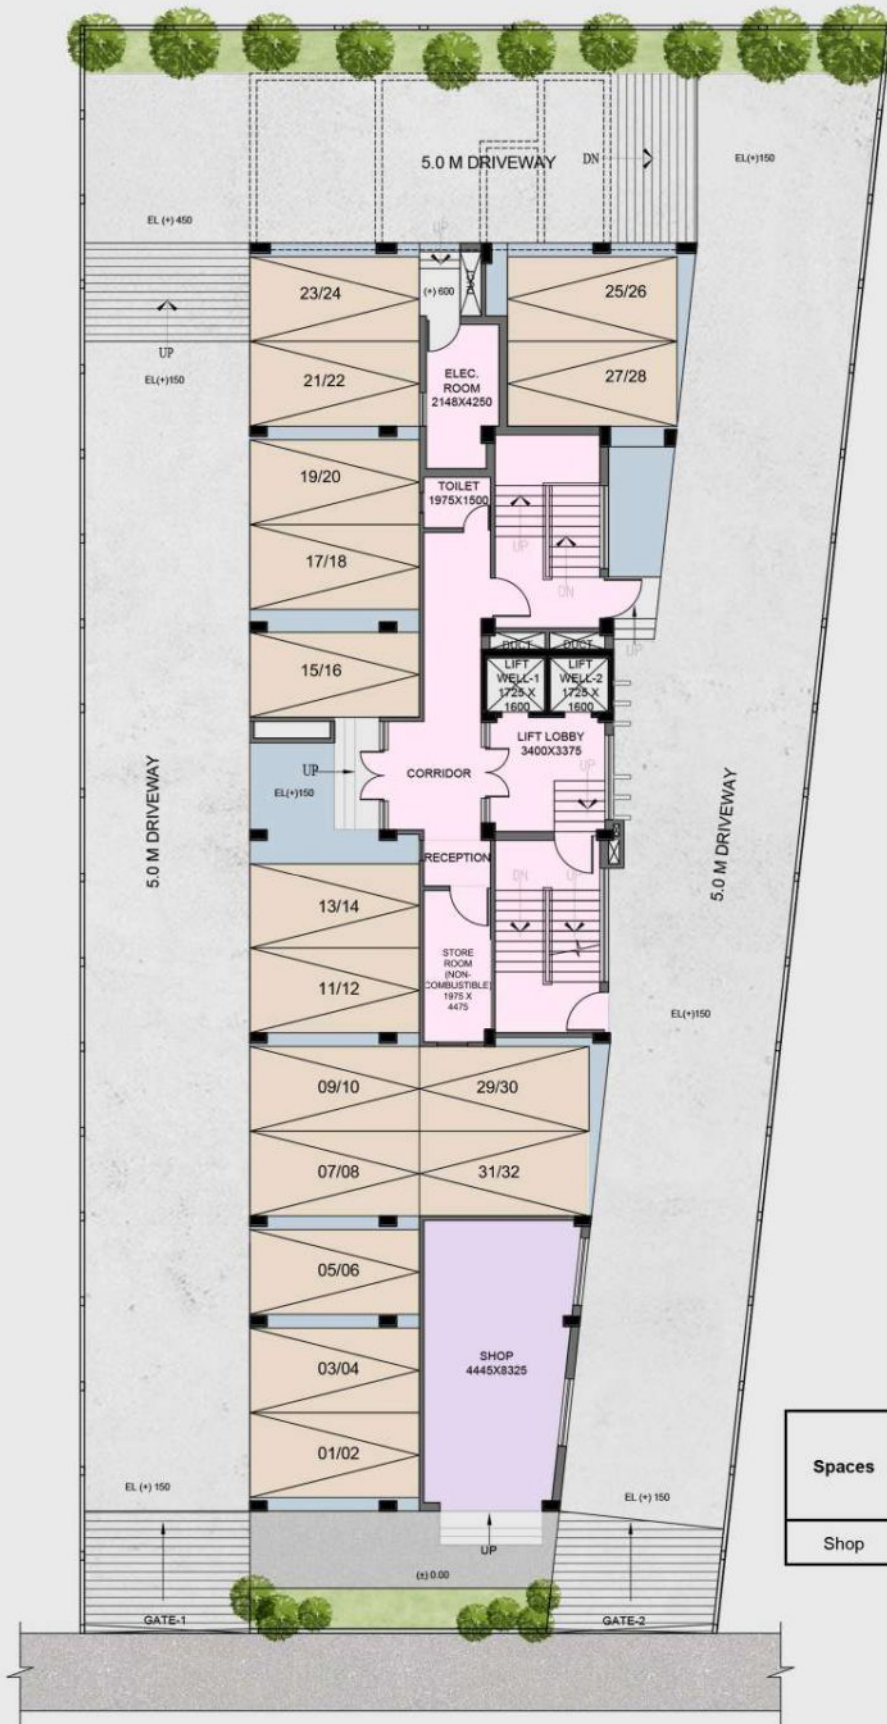 5.0 M DRIVEWAY
DN
EL(+)150
EL (+) 450
UP
(+) 600
DUCT
23/24
25/26
UP
EL(+)150
21/22
ELEC.
ROOM
2148X4250
27/28
19/20
TOILET
1975X1500
17/18
UP
DN
15/16
DUCT
DUCT
UP
LIFT
WELL-1
1725 X
1600
LIFT
WELL-2
1725 X
1600
LIFT LOBBY
3400X3375
UP
EL(+)150
CORRIDOR
UP
5.0 M DRIVEWAY
5.0 M DRIVEWAY
RECEPTION
13/14
DN
UP
11/12
STORE
ROOM
(NON-
COMBUSTIBLE)
1975 X
4475
EL(+)150
09/10
29/30
07/08
31/32
05/06
03/04
SHOP
4445X8325
01/02
Spaces
Shop
EL (+) 150
EL (+) 150
UP
(±) 0.00
GATE-1
GATE-2